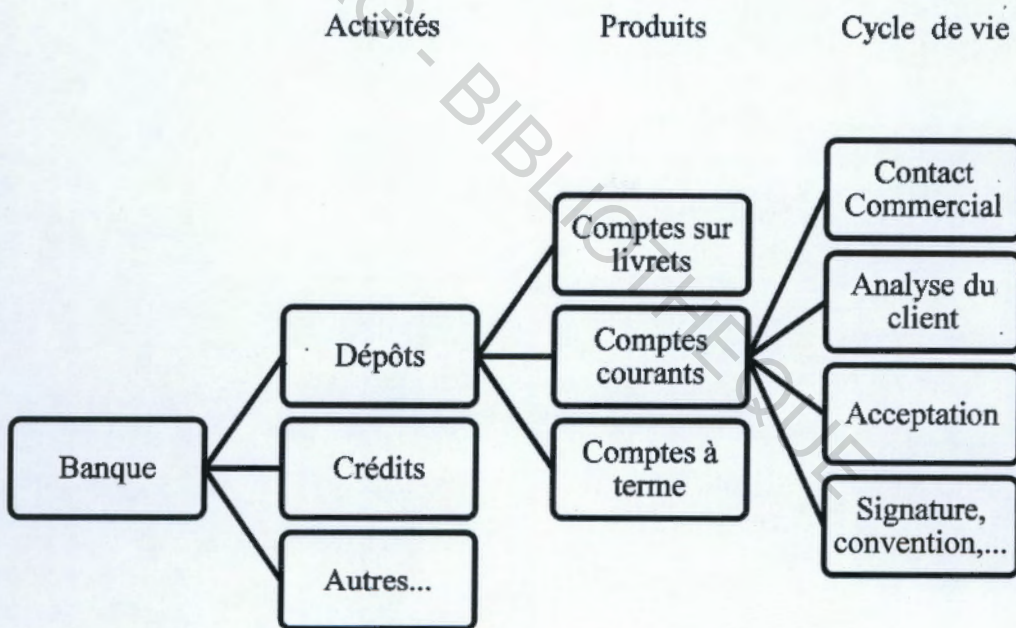 Activités Produits Cycle de vie
Contact
Commercial
Comptes sur
livrets
Analyse du
client
Dépôts
Comptes
courants
Acceptation
Banque
Crédits
Comptes à
terme
Signature,
convention,...
Autres...
G - BIBLIOTHEQUE